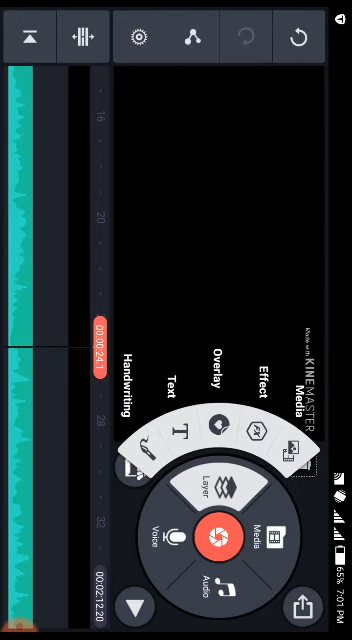 65% 7:01 PM
Made with KINEMASTER
Media
Effect
Overlay
Text
Handwriting
Media
Layer
Audio
Voice
16
20
00:00:24.1
28
32
00:02:12.20